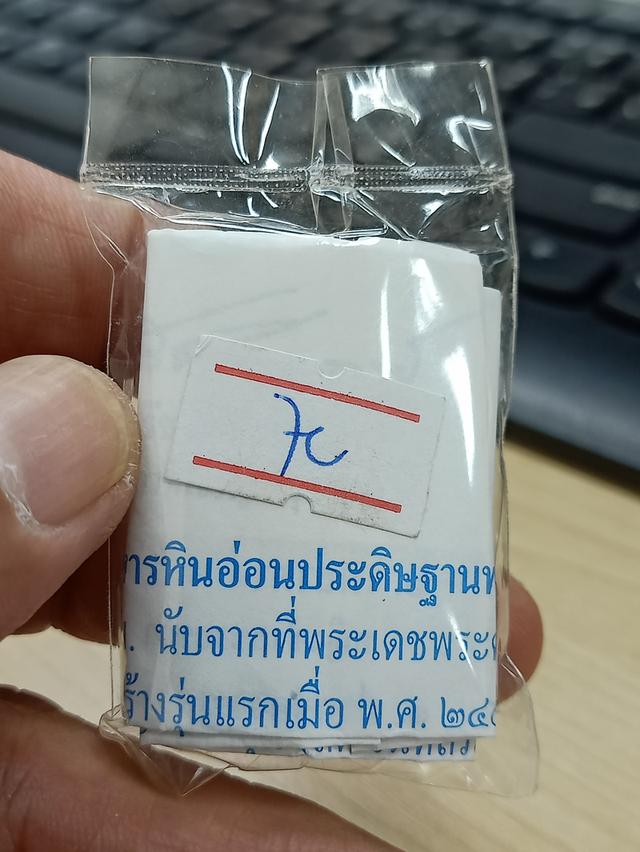 ารหินอ่อนประดิษฐาน
นับจากที่พระเดชพระ
ร้างรุ่นแรกเมื่อ พ.ศ. ๒๔